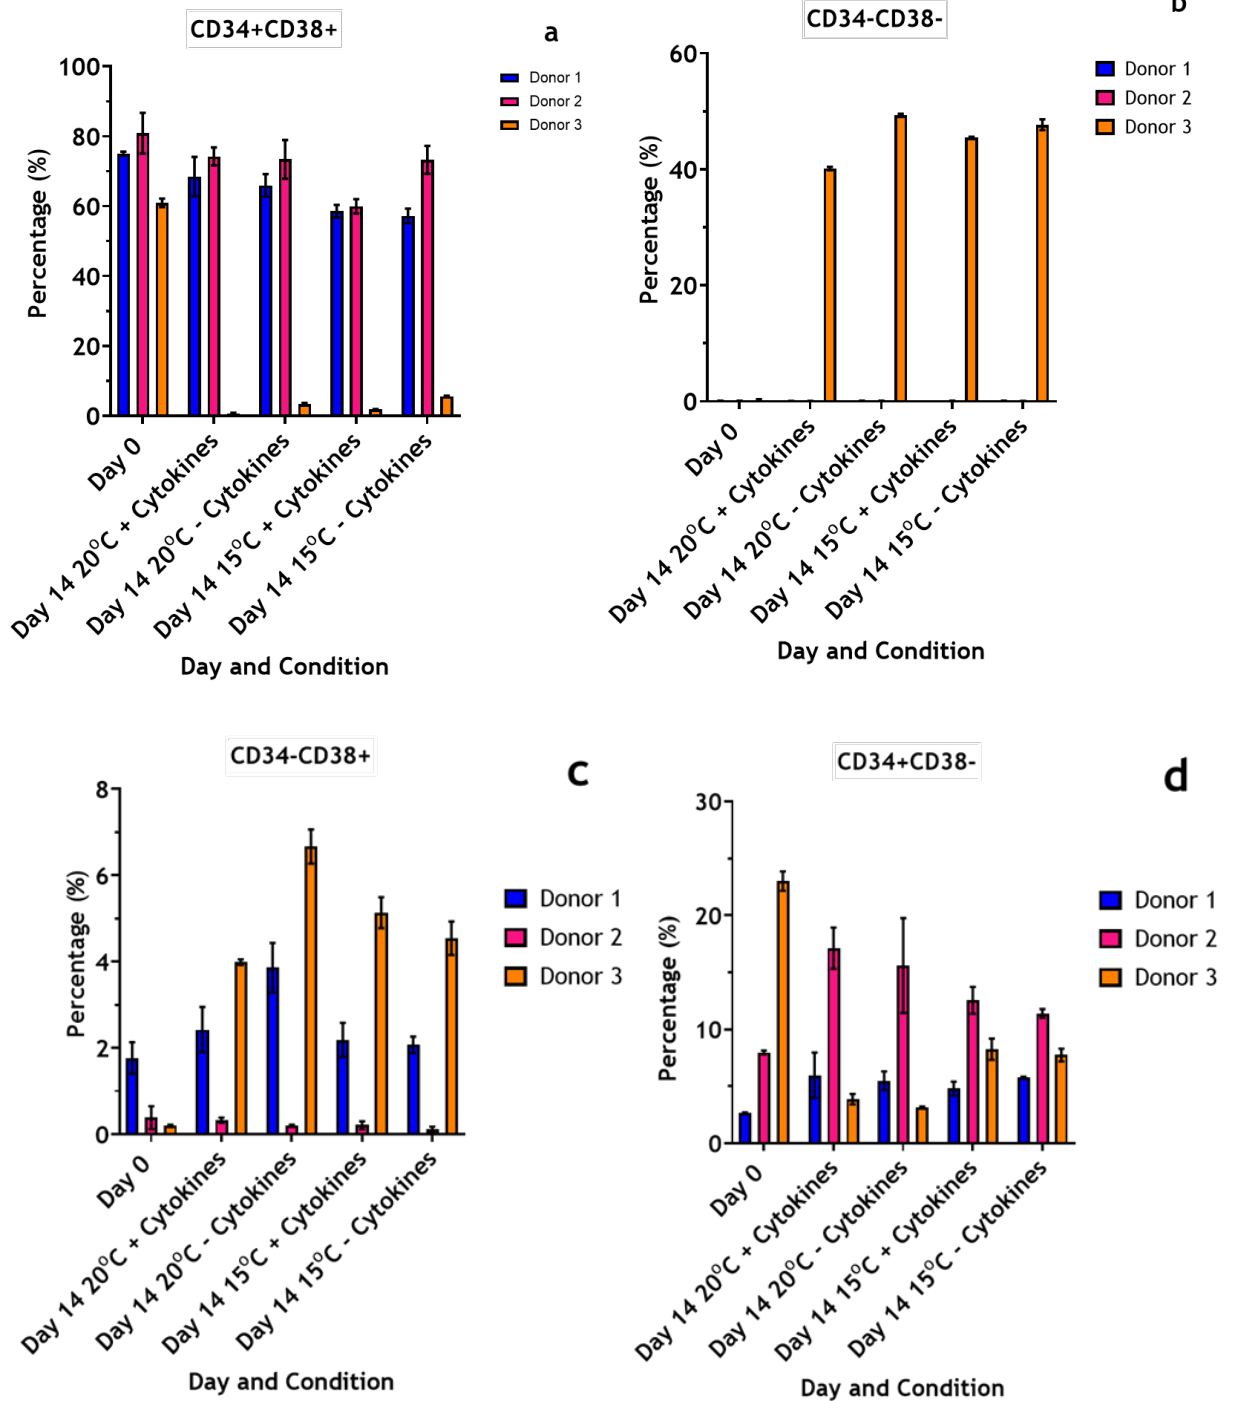 CD34+CD38+
a
Donor 1
Donor 2
Donor 3
Percentage (%)
100
80
60
40
20
0
Day 0
Day 14 20°C + Cytokines
Day 14 20°C - Cytokines
Day 14 15°C + Cytokines
Day 14 15°C - Cytokines
Day and Condition
CD34-CD38-
b
Donor 1
Donor 2
Donor 3
Percentage (%)
60
40
20
0
Day 0
Day 14 20°C + Cytokines
Day 14 20°C - Cytokines
Day 14 15°C + Cytokines
Day 14 15°C - Cytokines
Day and Condition
CD34-CD38+
c
Donor 1
Donor 2
Donor 3
Percentage (%)
8
6
4
2
0
Day 0
Day 14 20°C + Cytokines
Day 14 20°C - Cytokines
Day 14 15°C + Cytokines
Day 14 15°C - Cytokines
Day and Condition
CD34+CD38-
d
Donor 1
Donor 2
Donor 3
Percentage (%)
30
20
10
0
Day 0
Day 14 20°C + Cytokines
Day 14 20°C - Cytokines
Day 14 15°C + Cytokines
Day 14 15°C - Cytokines
Day and Condition